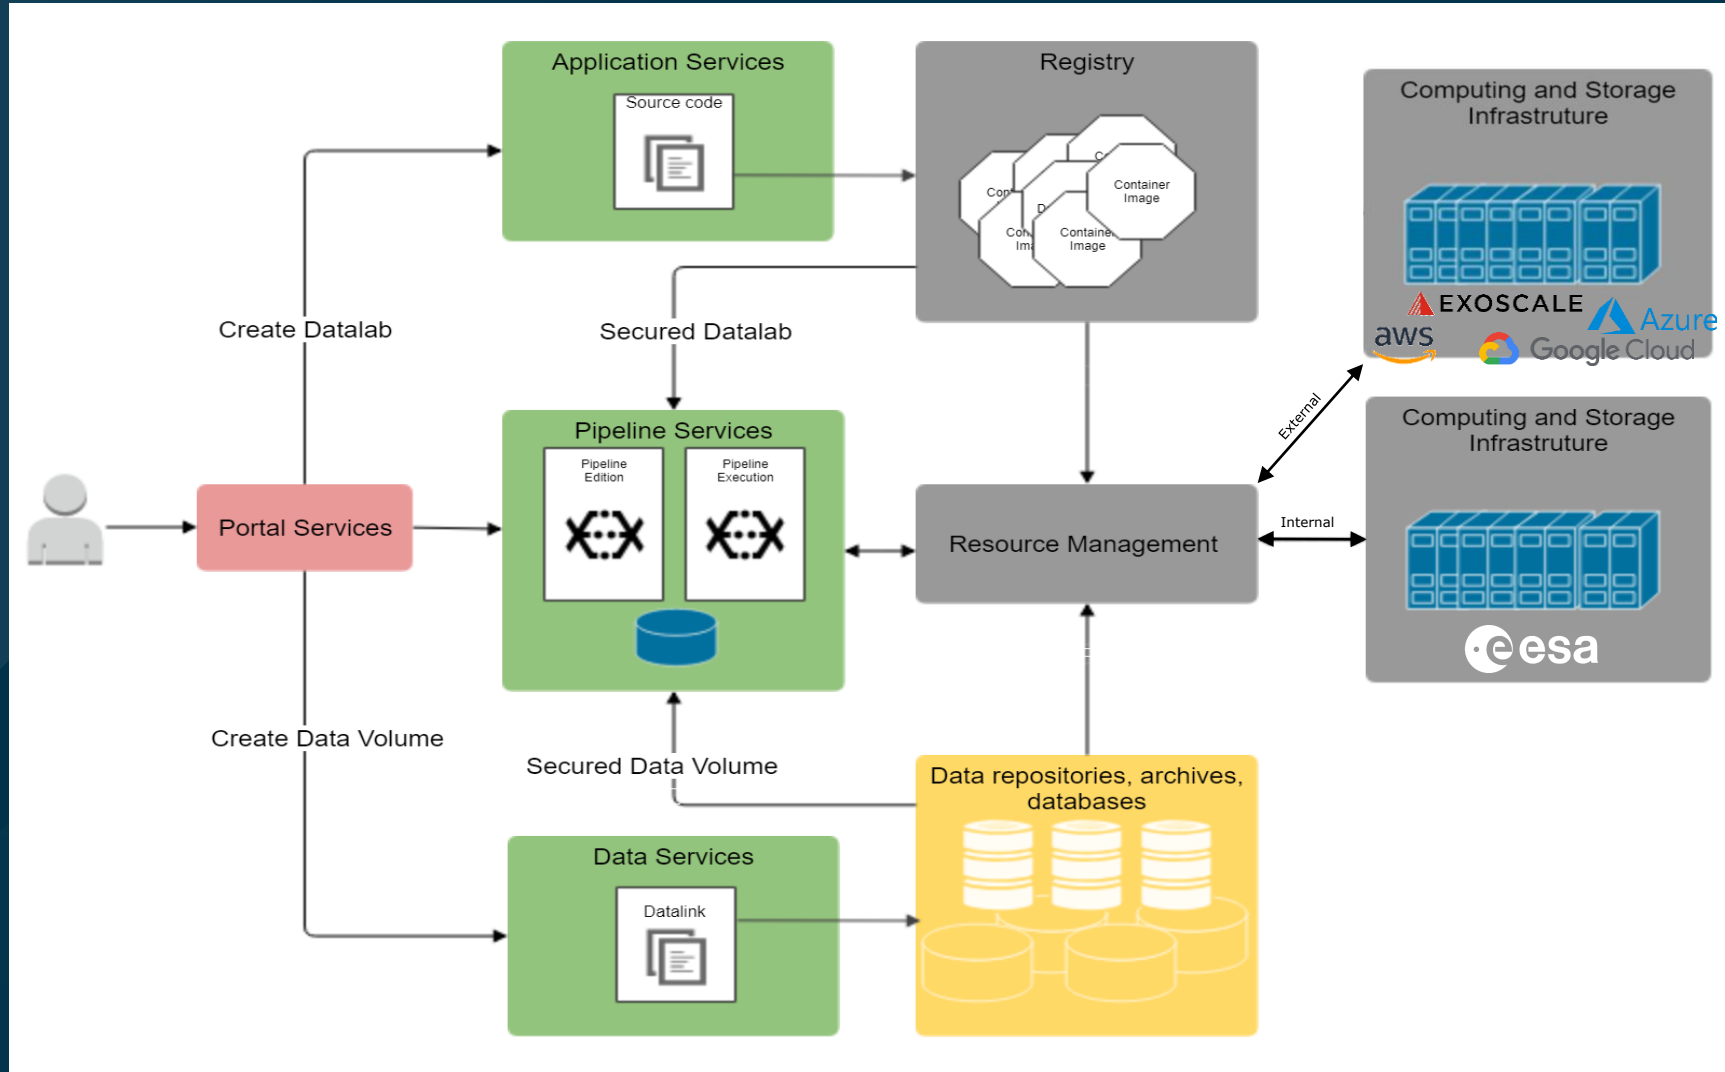 Application Services
Source code
Registry
Container
Image
Container
Image
Computing and Storage
Infrastruture
EXOSCALE
Azure
aws
Google Cloud
Create Datalab
Secured Datalab
External
Pipeline Services
Pipeline
Edition
Pipeline
Execution
Portal Services
Resource Management
Internal
Computing and Storage
Infrastruture
esa
Create Data Volume
Secured Data Volume
Data repositories, archives,
databases
Data Services
Datalink